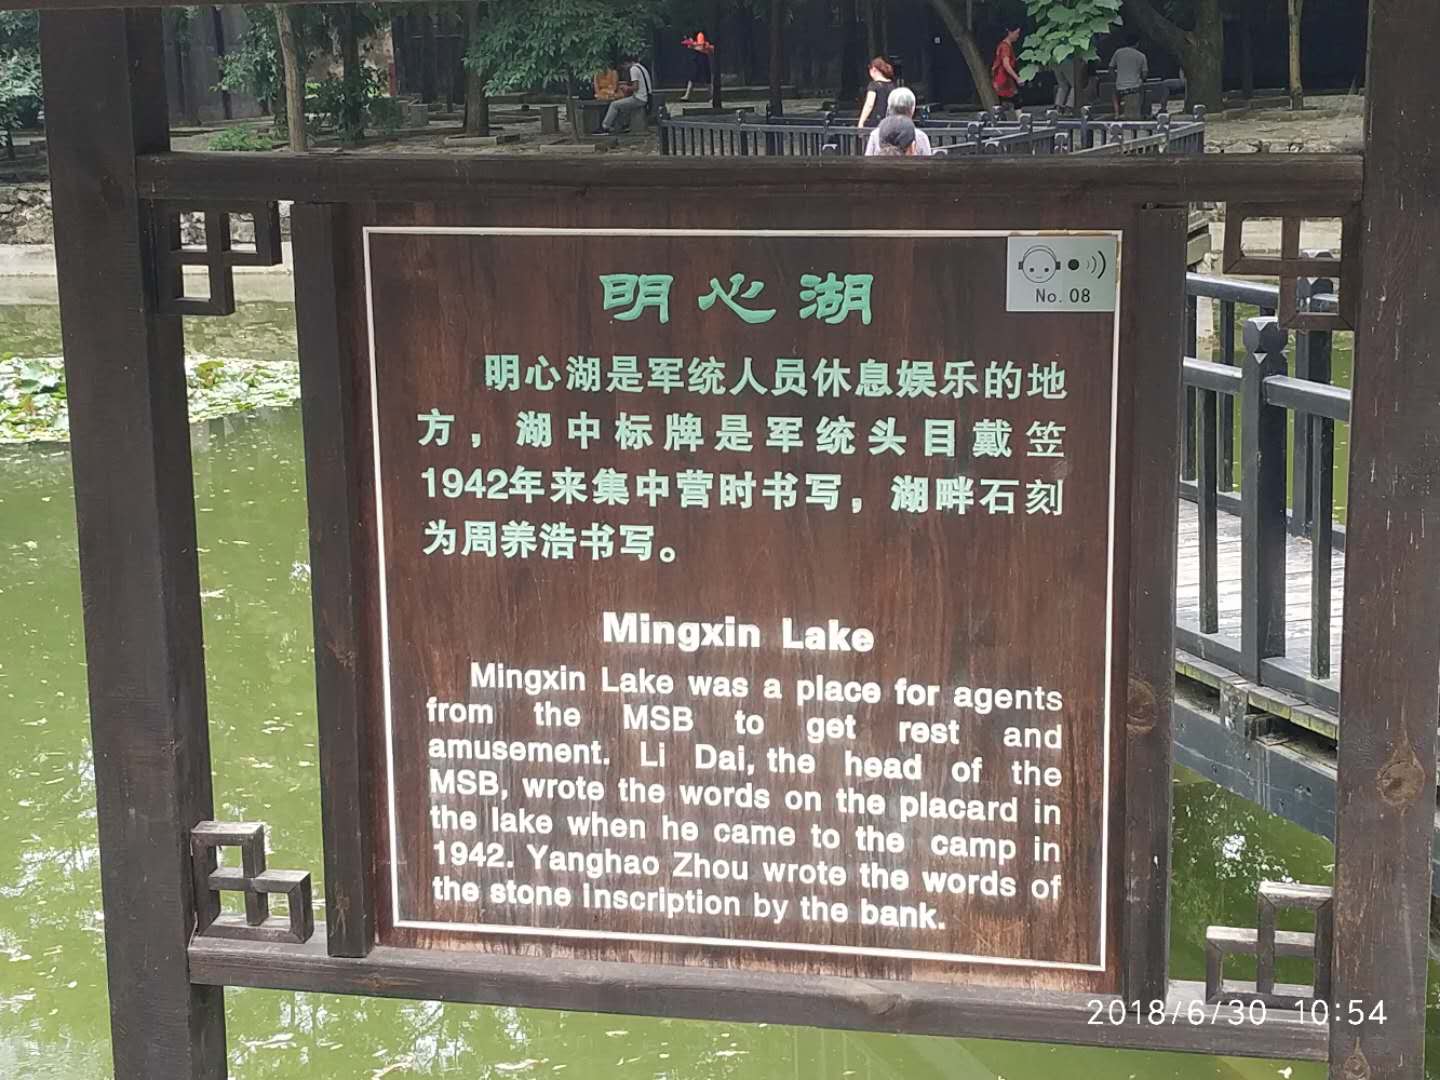 明心湖
No. 08
明心湖是军统人员休息娱乐的地
方，湖中标牌是军统头目戴笠
1942年来集中营时书写，湖畔石刻
为周养浩书写。
Mingxin Lake
Mingxin Lake was a place for agents
from the MSB to get rest and
amusement. Li Dai, the head of the
MSB, wrote the words on the placard in
the lake when he came to the camp in
1942. Yanghao Zhou wrote the words of
the stone Inscription by the bank.
2018/6/30 10:54